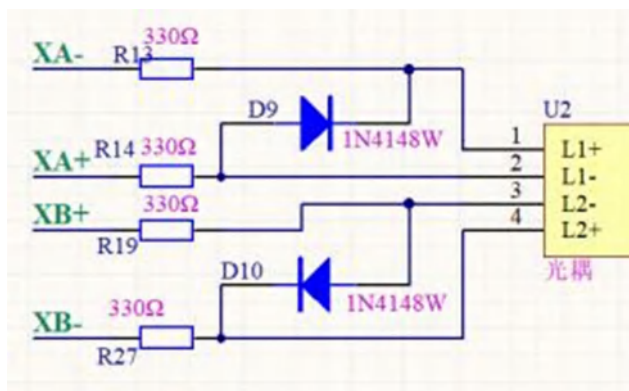 330Ω
XA- R13
D9
1N4148W
U2
1 L1+
XA+ R14 330Ω
2 L1-
330Ω
3 L2-
XB+
4 L2+
R19
D10
光耦
1N4148W
330Ω
XB-
R27